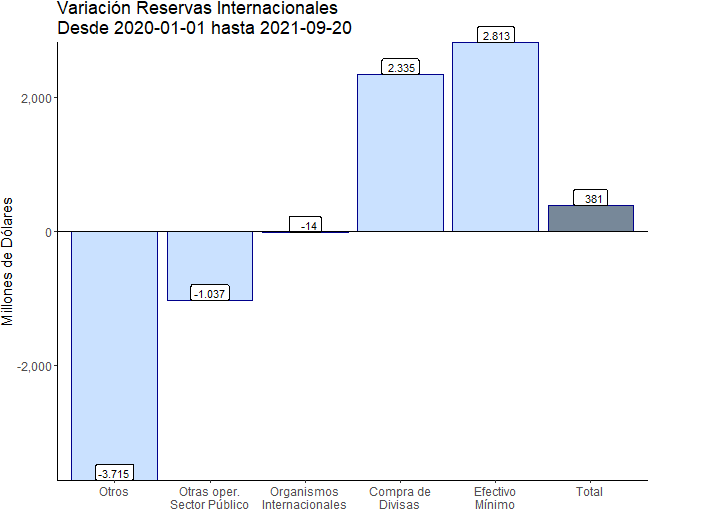 Variación Reservas Internacionales
Desde 2020-01-01 hasta 2021-09-20
Millones de Dólares
2,000
0
-2,000
-3.715
-1.037
-14
2.335
2.813
381
Otros
Otras oper.
Sector Público
Organismos
Internacionales
Compra de
Divisas
Efectivo
Mínimo
Total